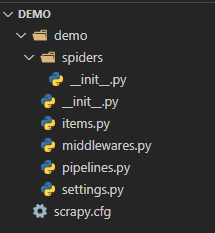 DEMO
demo
spiders
__init__.py
__init__.py
items.py
middlewares.py
pipelines.py
settings.py
scrapy.cfg